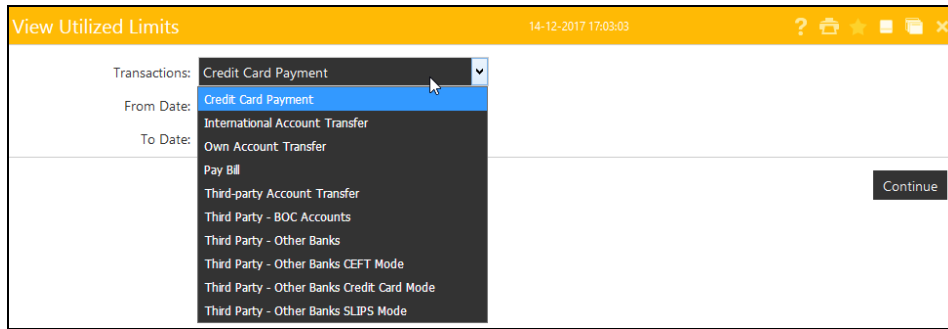 View Utilized Limits 14-12-2017 17:03:03 ?
Transactions: Credit Card Payment
From Date: Credit Card Payment
International Account Transfer
To Date: Own Account Transfer
Pay Bill
Third-party Account Transfer Continue
Third Party - BOC Accounts
Third Party - Other Banks
Third Party - Other Banks CEFT Mode
Third Party - Other Banks Credit Card Mode
Third Party - Other Banks SLIPS Mode